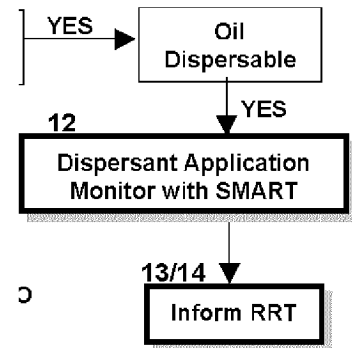 YES
Oil
Dispersable
YES
12
Dispersant Application
Monitor with SMART
13/14
Inform RRT